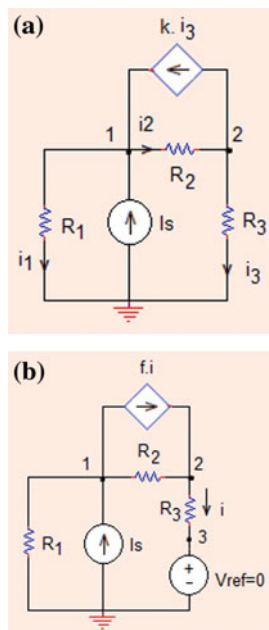 (a)
k. i3
1
i2
2
R2
R1
Is
R3
i1
i3
(b)
f.i
1
R2
2
R3
i
3
R1
Is
+
-
Vref=0